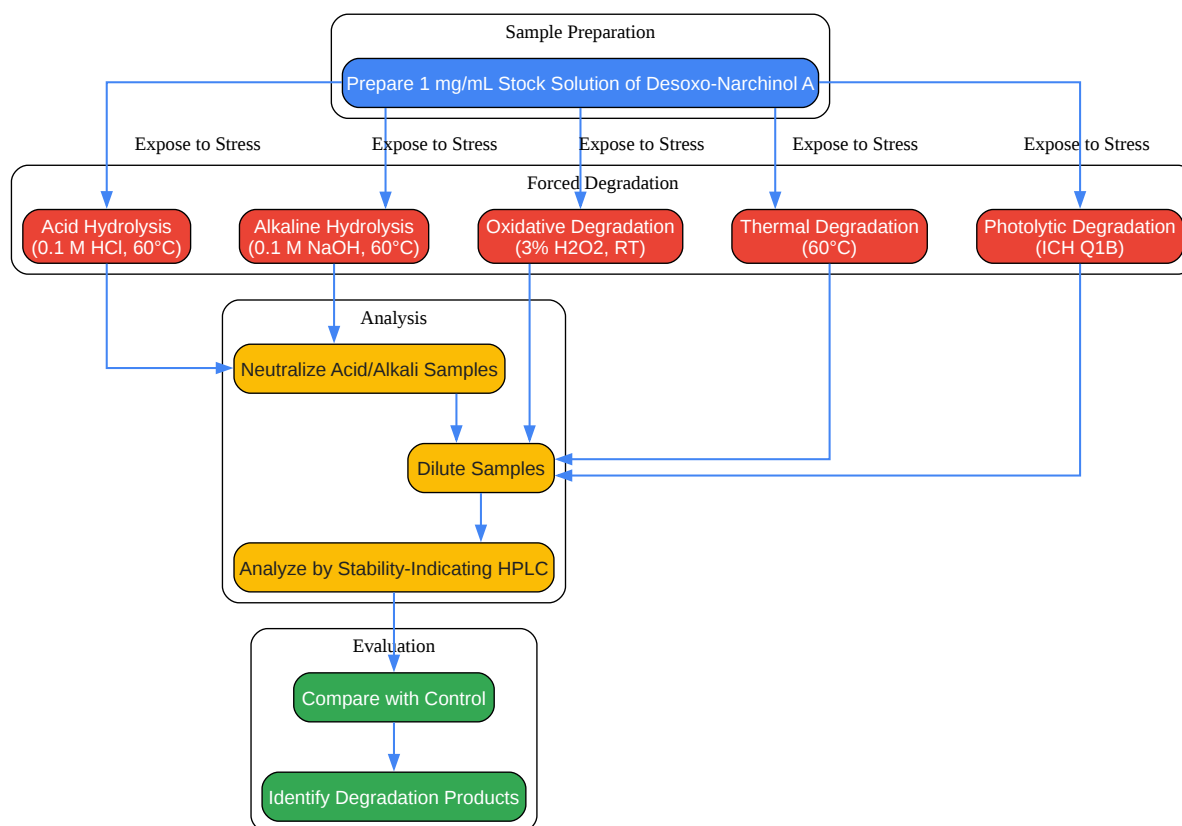 Sample Preparation
Prepare 1 mg/mL Stock Solution of Desoxo-Narchinol A
Expose to Stress
Expose to Stress
Expose to Stress
Expose to Stress
Expose to Stress
Forced Degradation
Acid Hydrolysis
(0.1 M HCl, 60°C)
Alkaline Hydrolysis
(0.1 M NaOH, 60°C)
Oxidative Degradation
(3% H2O2, RT)
Thermal Degradation
(60°C)
Photolytic Degradation
(ICH Q1B)
Analysis
Neutralize Acid/Alkali Samples
Dilute Samples
Analyze by Stability-Indicating HPLC
Evaluation
Compare with Control
Identify Degradation Products